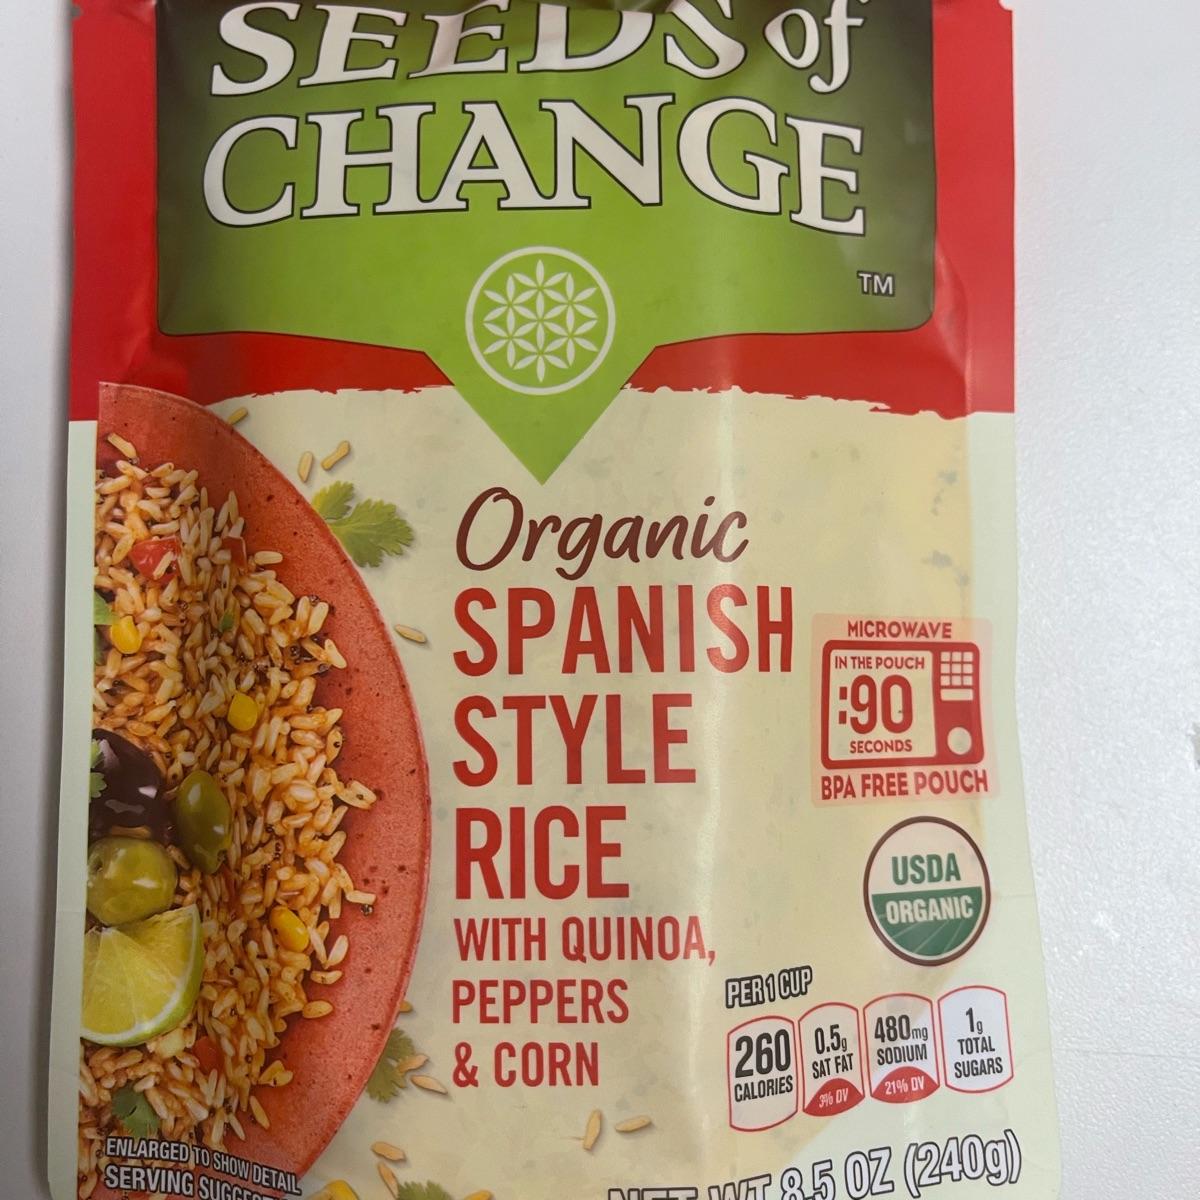 SEEDS of
CHANGE
TM
Organic
SPANISH
STYLE
RICE
WITH QUINOA,
PEPPERS
& CORN
MICROWAVE
IN THE POUCH
:90
SECONDS
BPA FREE POUCH
USDA
ORGANIC
PER 1 CUP
260
CALORIES
0.5g
SAT FAT
3% DV
480mg
SODIUM
21% DV
1g
TOTAL
SUGARS
ENLARGED TO SHOW DETAIL
SERVING
NET WT 8.5 OZ (240g)